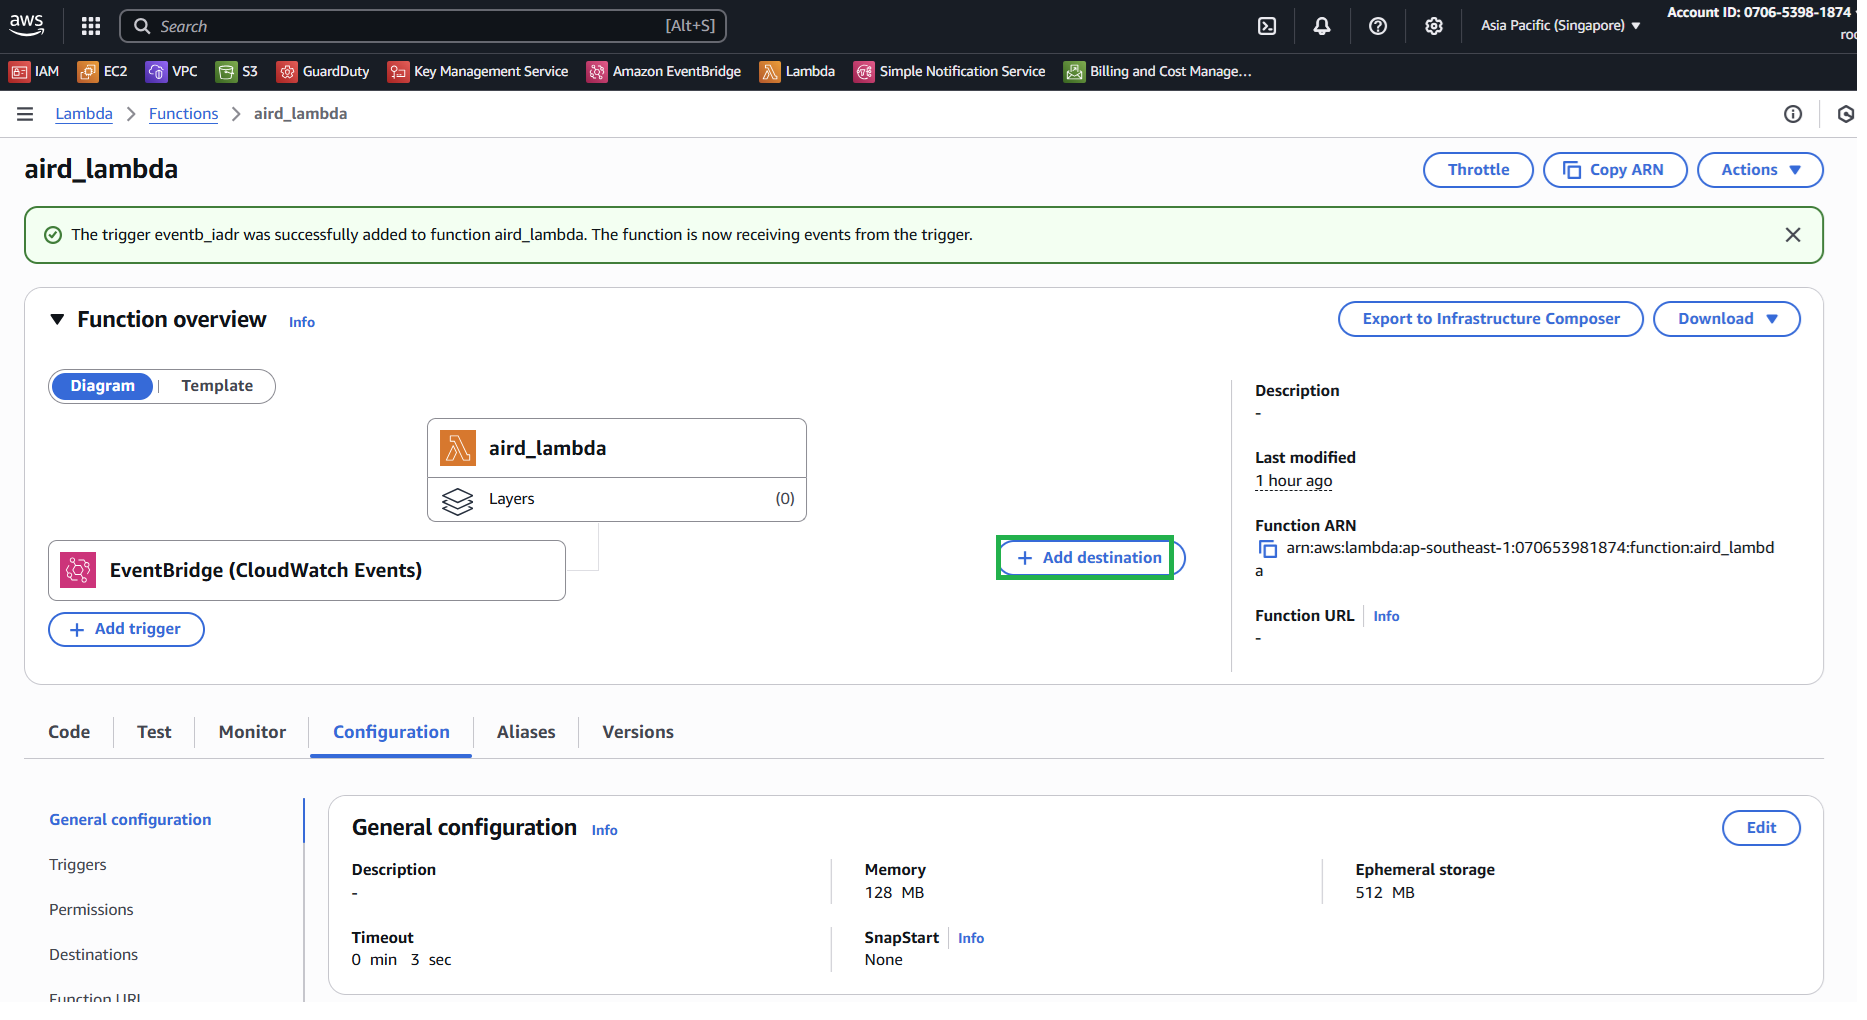 aws
Search [Alt+S]
Asia Pacific (Singapore)
Account ID: 0706-5398-1874
IAM EC2 VPC S3 GuardDuty Key Management Service Amazon EventBridge Lambda Simple Notification Service Billing and Cost Manage...
Lambda Functions aird_lambda
aird_lambda
Throttle Copy ARN Actions
The trigger eventb_iadr was successfully added to function aird_lambda. The function is now receiving events from the trigger.
Function overview Info
Export to Infrastructure Composer Download
Diagram | Template
aird_lambda
Layers (0)
EventBridge (CloudWatch Events)
+ Add trigger
+ Add destination
Description
-
Last modified
1 hour ago
Function ARN
arn:aws:lambda:ap-southeast-1:070653981874:function:aird_lambd
a
Function URL Info
-
Code Test Monitor Configuration Aliases Versions
General configuration
Triggers
Permissions
Destinations
Function URL
General configuration Info
Edit
Description
-
Memory
128 MB
Ephemeral storage
512 MB
Timeout
0 min 3 sec
SnapStart Info
None